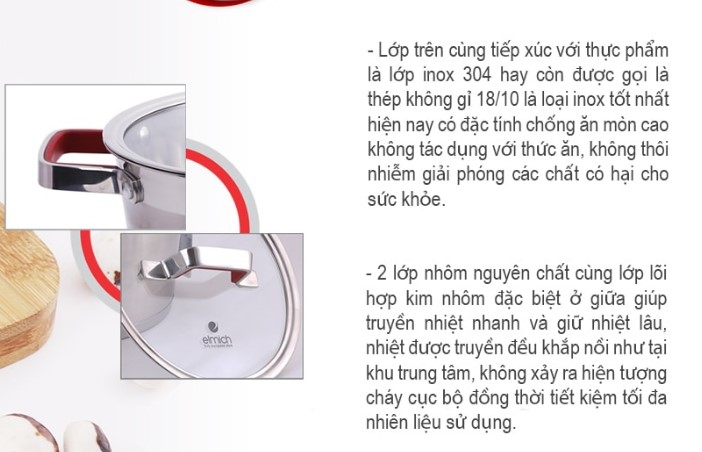 - Lớp trên cùng tiếp xúc với thực phẩm
là lớp inox 304 hay còn được gọi là
thép không gỉ 18/10 là loại inox tốt nhất
hiện nay có đặc tính chống ăn mòn cao
không tác dụng với thức ăn, không thôi
nhiễm giải phóng các chất có hại cho
sức khỏe.
elmich
- 2 lớp nhôm nguyên chất cùng lớp lõi
hợp kim nhôm đặc biệt ở giữa giúp
truyền nhiệt nhanh và giữ nhiệt lâu,
nhiệt được truyền đều khắp nồi như tại
khu trung tâm, không xảy ra hiện tượng
cháy cục bộ đồng thời tiết kiệm tối đa
nhiên liệu sử dụng.